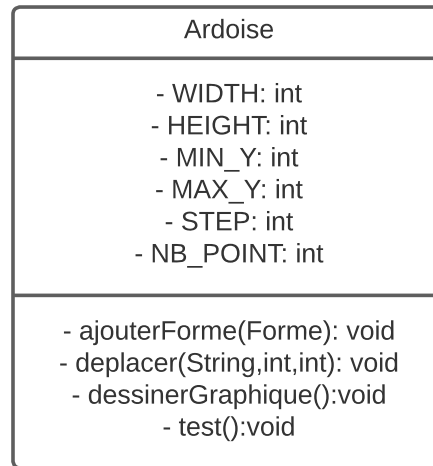 Ardoise
- WIDTH: int
- HEIGHT: int
- MIN_Y: int
- MAX_Y: int
- STEP: int
- NB_POINT: int
- ajouterForme(Forme): void
- deplacer(String,int,int): void
- dessinerGraphique():void
- test():void